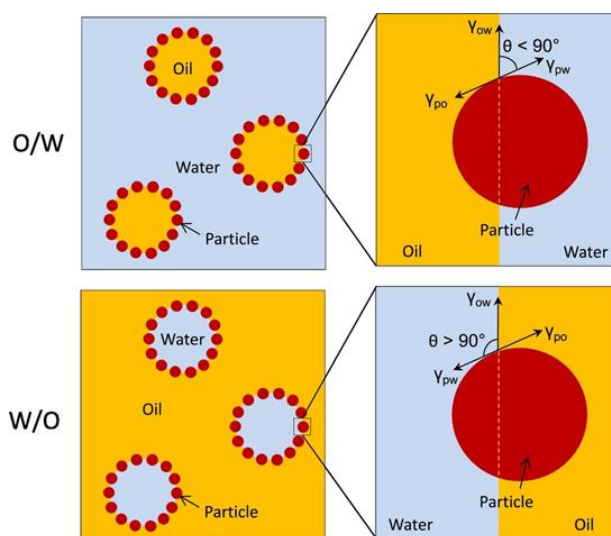 O/W
Oil
Water
Particle
γow
θ < 90°
γpw
γpo
Particle
Oil
Water
W/O
Water
Oil
Particle
γow
θ > 90°
γpo
γpw
Particle
Water
Oil